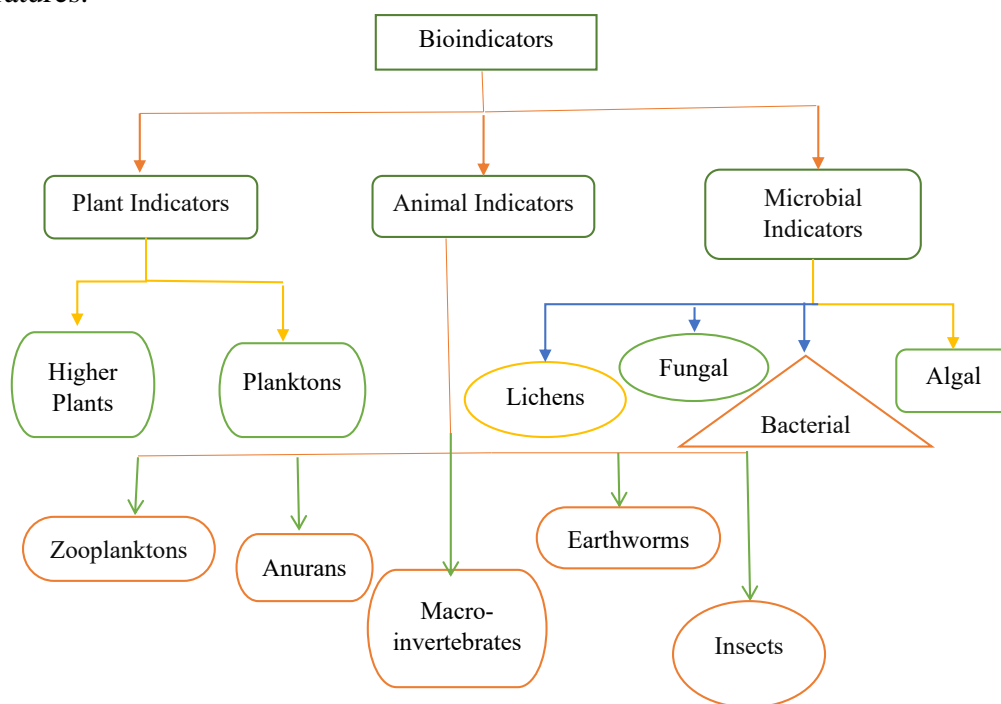 Bioindicators
Plant Indicators
Animal Indicators
Microbial
Indicators
Higher
Plants
Planktons
Lichens
Fungal
Bacterial
Algal
Zooplanktons
Anurans
Macro-
invertebrates
Earthworms
Insects